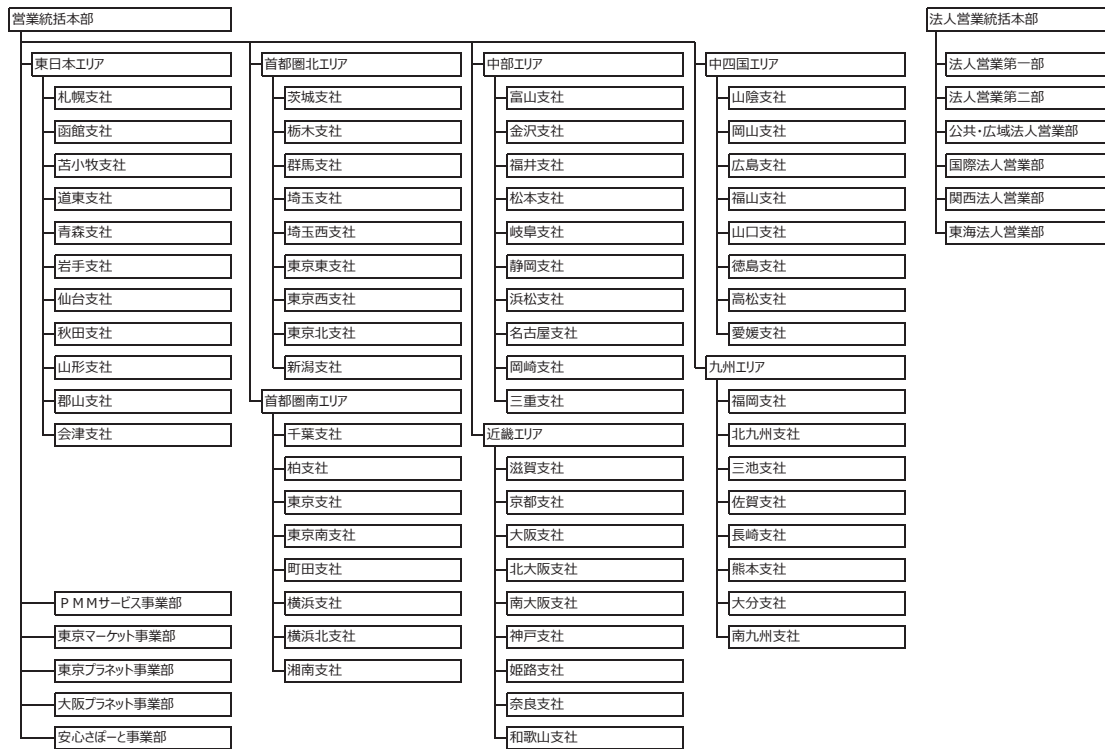 営業統括本部
東日本エリア
札幌支社
函館支社
苫小牧支社
道東支社
青森支社
岩手支社
仙台支社
秋田支社
山形支社
郡山支社
会津支社
PMMサービス事業部
東京マーケット事業部
東京プラネット事業部
大阪プラネット事業部
安心さぽーと事業部
首都圏北エリア
茨城支社
栃木支社
群馬支社
埼玉支社
埼玉西支社
東京東支社
東京西支社
東京北支社
新潟支社
首都圏南エリア
千葉支社
柏支社
東京支社
東京南支社
町田支社
横浜支社
横浜北支社
湘南支社
中部エリア
富山支社
金沢支社
福井支社
松本支社
岐阜支社
静岡支社
浜松支社
名古屋支社
岡崎支社
三重支社
近畿エリア
滋賀支社
京都支社
大阪支社
北大阪支社
南大阪支社
神戸支社
姫路支社
奈良支社
和歌山支社
中四国エリア
山陰支社
岡山支社
広島支社
福山支社
山口支社
徳島支社
高松支社
愛媛支社
九州エリア
福岡支社
北九州支社
三池支社
佐賀支社
長崎支社
熊本支社
大分支社
南九州支社
法人営業統括本部
法人営業第一部
法人営業第二部
公共・広域法人営業部
国際法人営業部
関西法人営業部
東海法人営業部